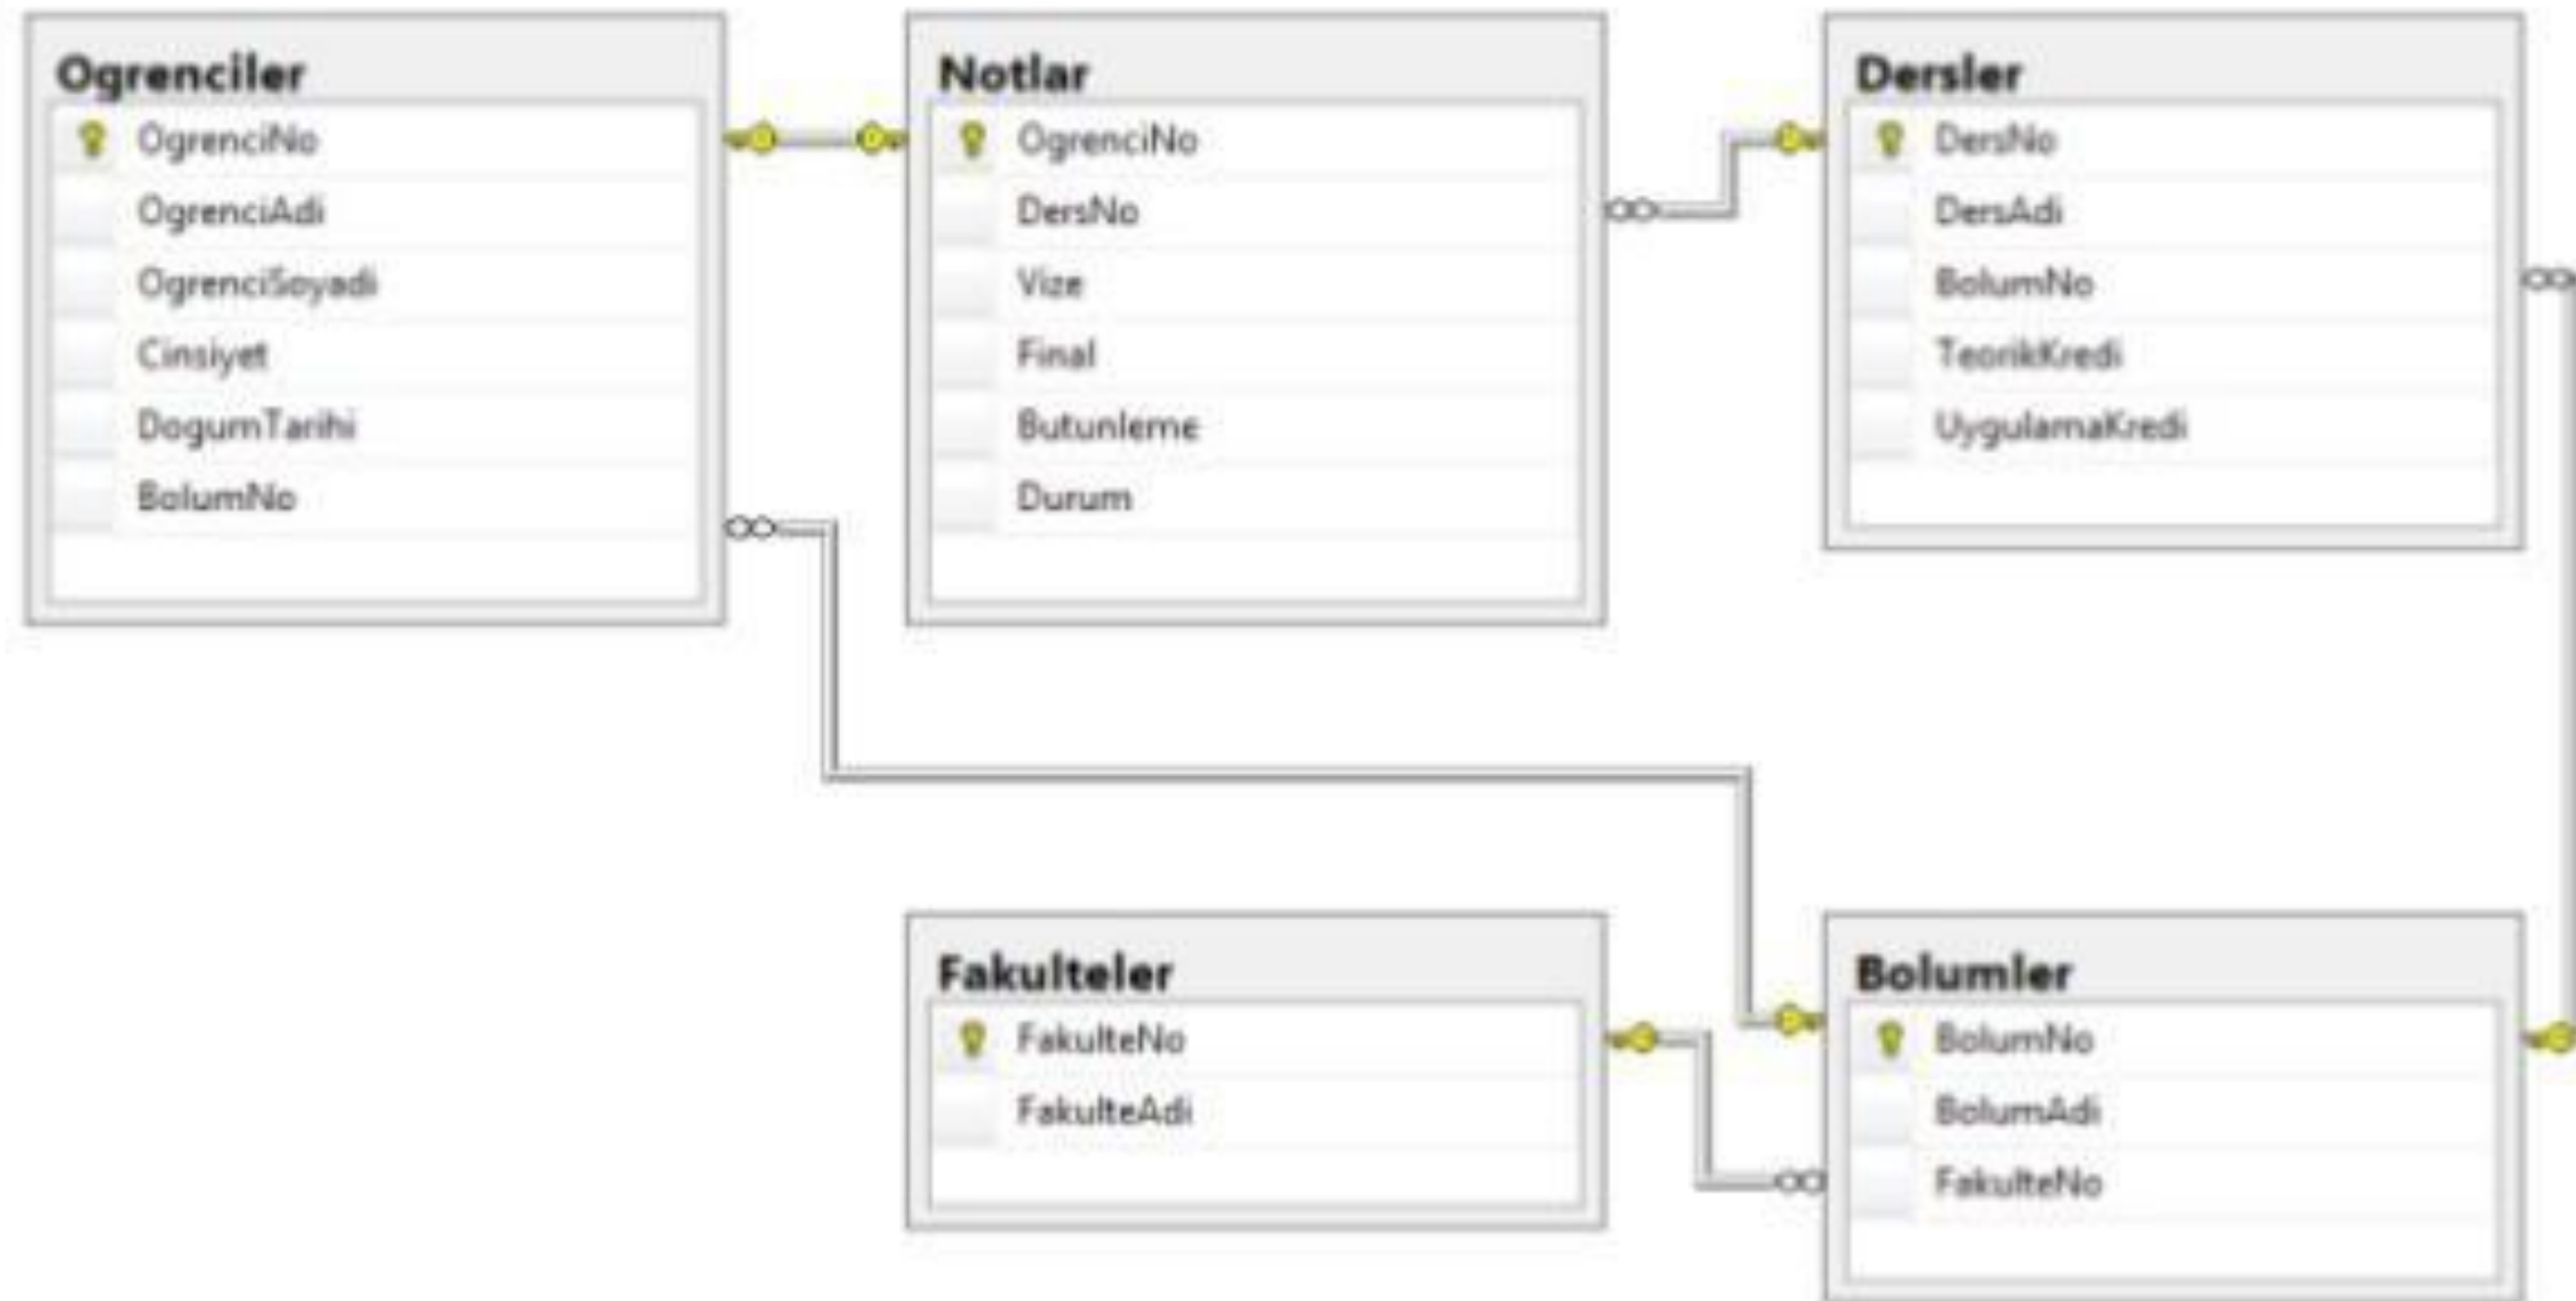 Ogrenciler
OgrenciNo
OgrenciAdi
OgrenciSoyadi
Cinsiyet
DogumTarihi
BolumNo
Notlar
OgrenciNo
DersNo
Vize
Final
Butunleme
Durum
Dersler
DersNo
DersAdi
BolumNo
TeorikKredi
UygulamaKredi
Fakulteler
FakulteNo
FakulteAdi
Bolumler
BolumNo
BolumAdi
FakulteNo